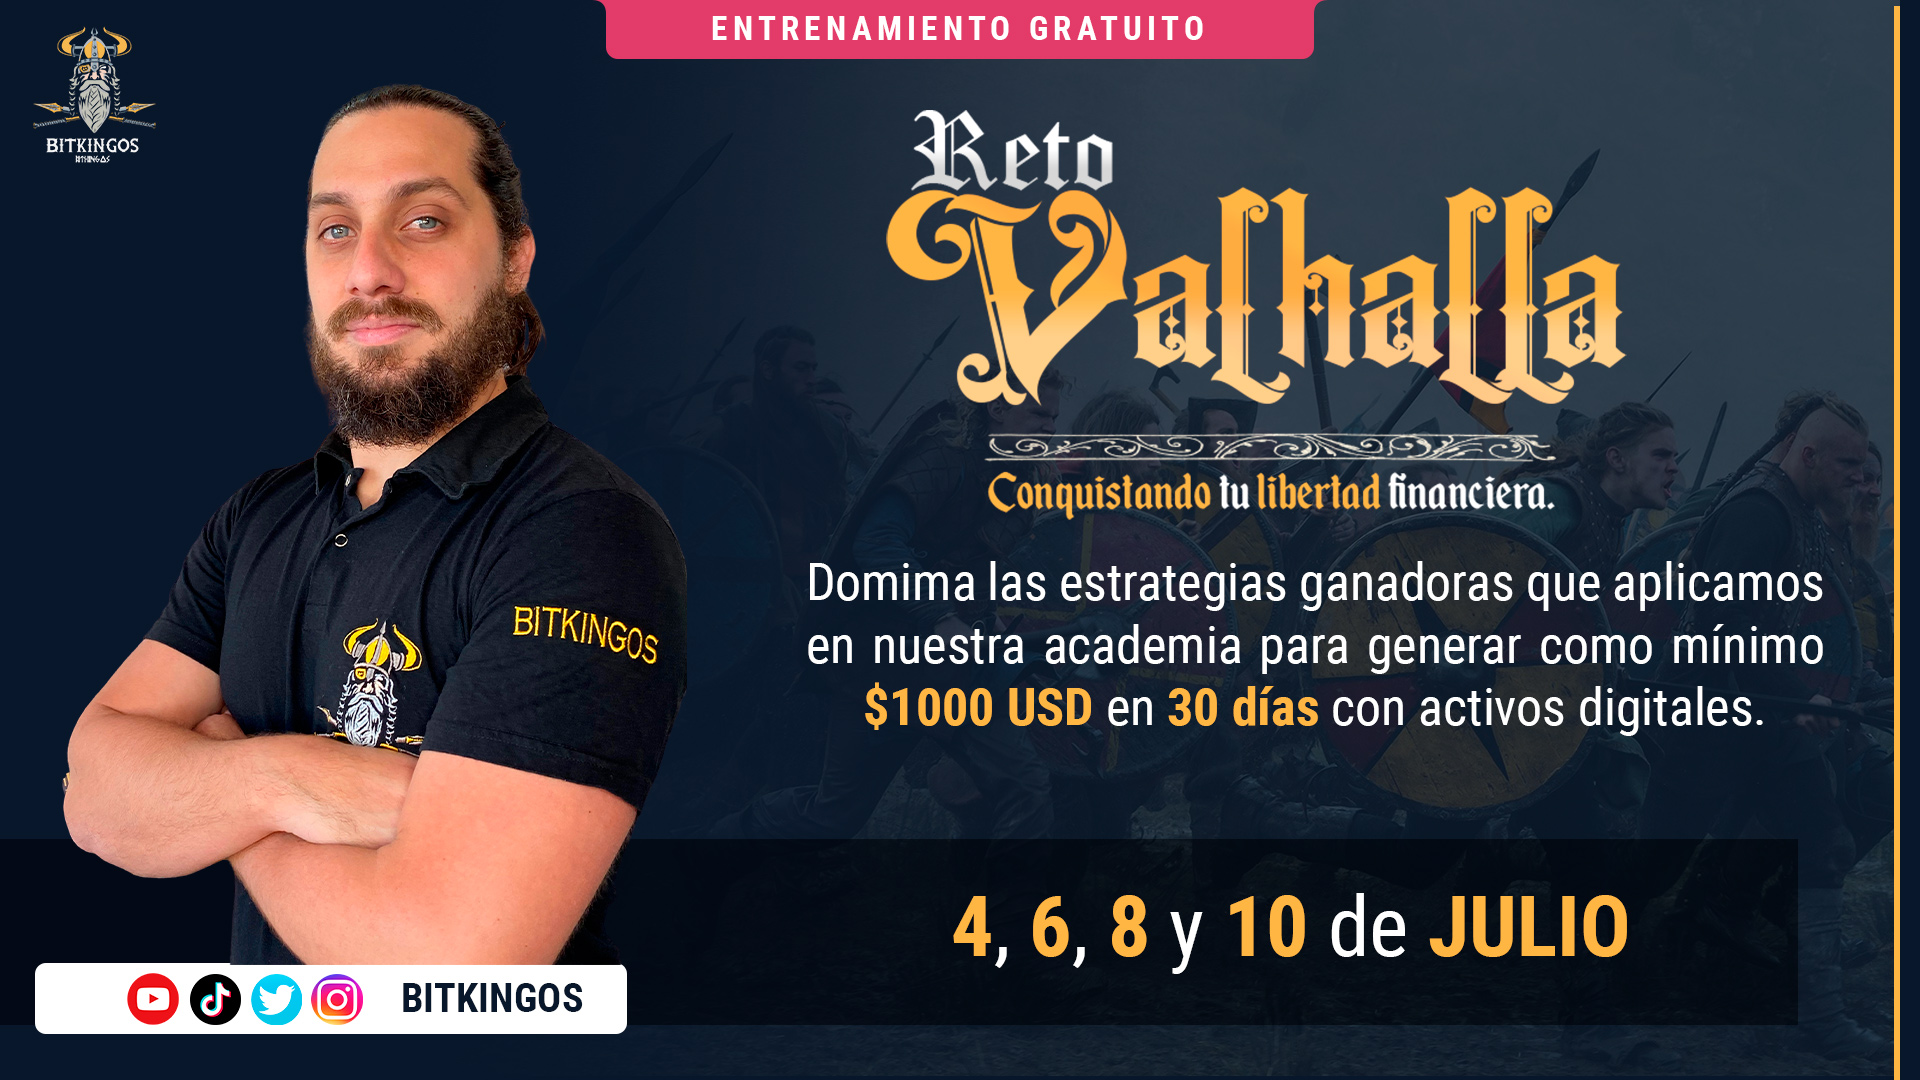 ENTRENAMIENTO GRATUITO
BITKINGOS
Reto
Valhalla
Conquistando tu libertad financiera.
BITKINGOS
Domima las estrategias ganadoras que aplicamos
en nuestra academia para generar como mínimo
$1000 USD en 30 días con activos digitales.
4, 6, 8 y 10 de JULIO
BITKINGOS